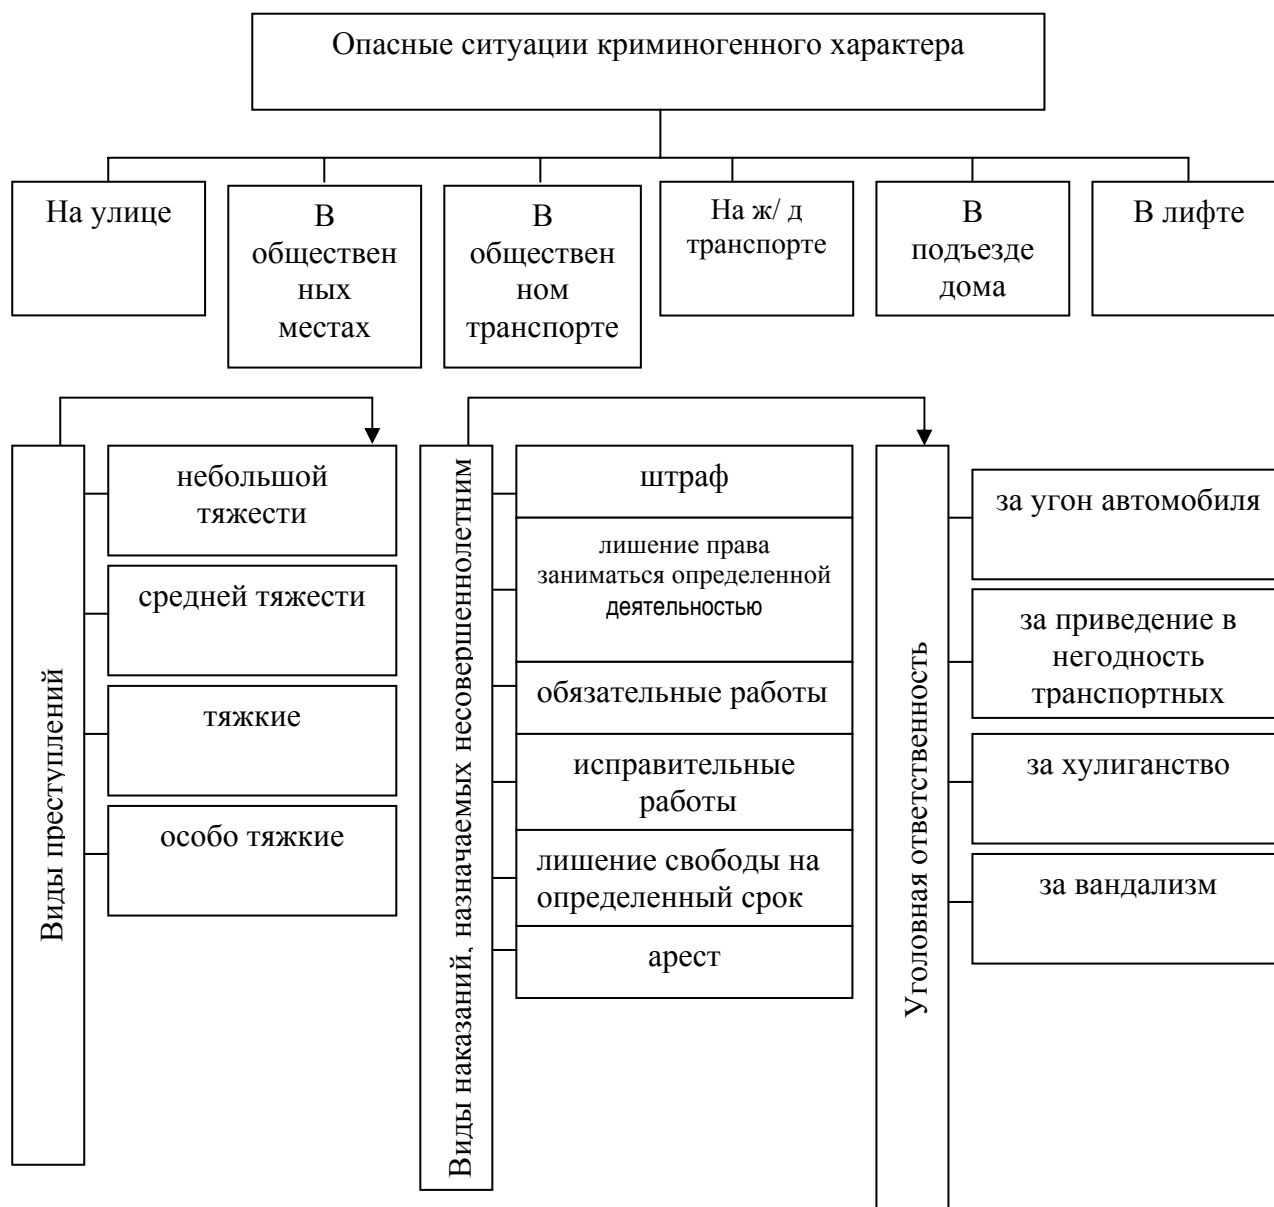 Опасные ситуации криминогенного характера
На улице
В
обществен
ных
местах
В
обществен
ном
транспорте
На ж/ д
транспорте
В
подъезде
дома
В лифте
Виды преступлений
небольшой
тяжести
средней тяжести
тяжкие
особо тяжкие
Виды наказаний, назначаемых несовершеннолетним
штраф
лишение права
заниматься определенной
деятельностью
обязательные работы
исправительные
работы
лишение свободы на
определенный срок
арест
Уголовная ответственность
за угон автомобиля
за приведение в
негодность
транспортных
за хулиганство
за вандализм